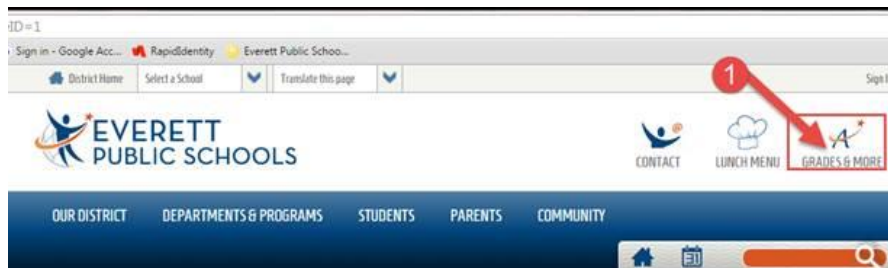 ID=1
Sign in - Google Acc... RapidIdentity Everett Public Schoo...
District Home Select a School Translate this page Sign I
1
EVERETT
PUBLIC SCHOOLS
CONTACT LUNCH MENU GRADES & MORE
OUR DISTRICT DEPARTMENTS & PROGRAMS STUDENTS PARENTS COMMUNITY
31